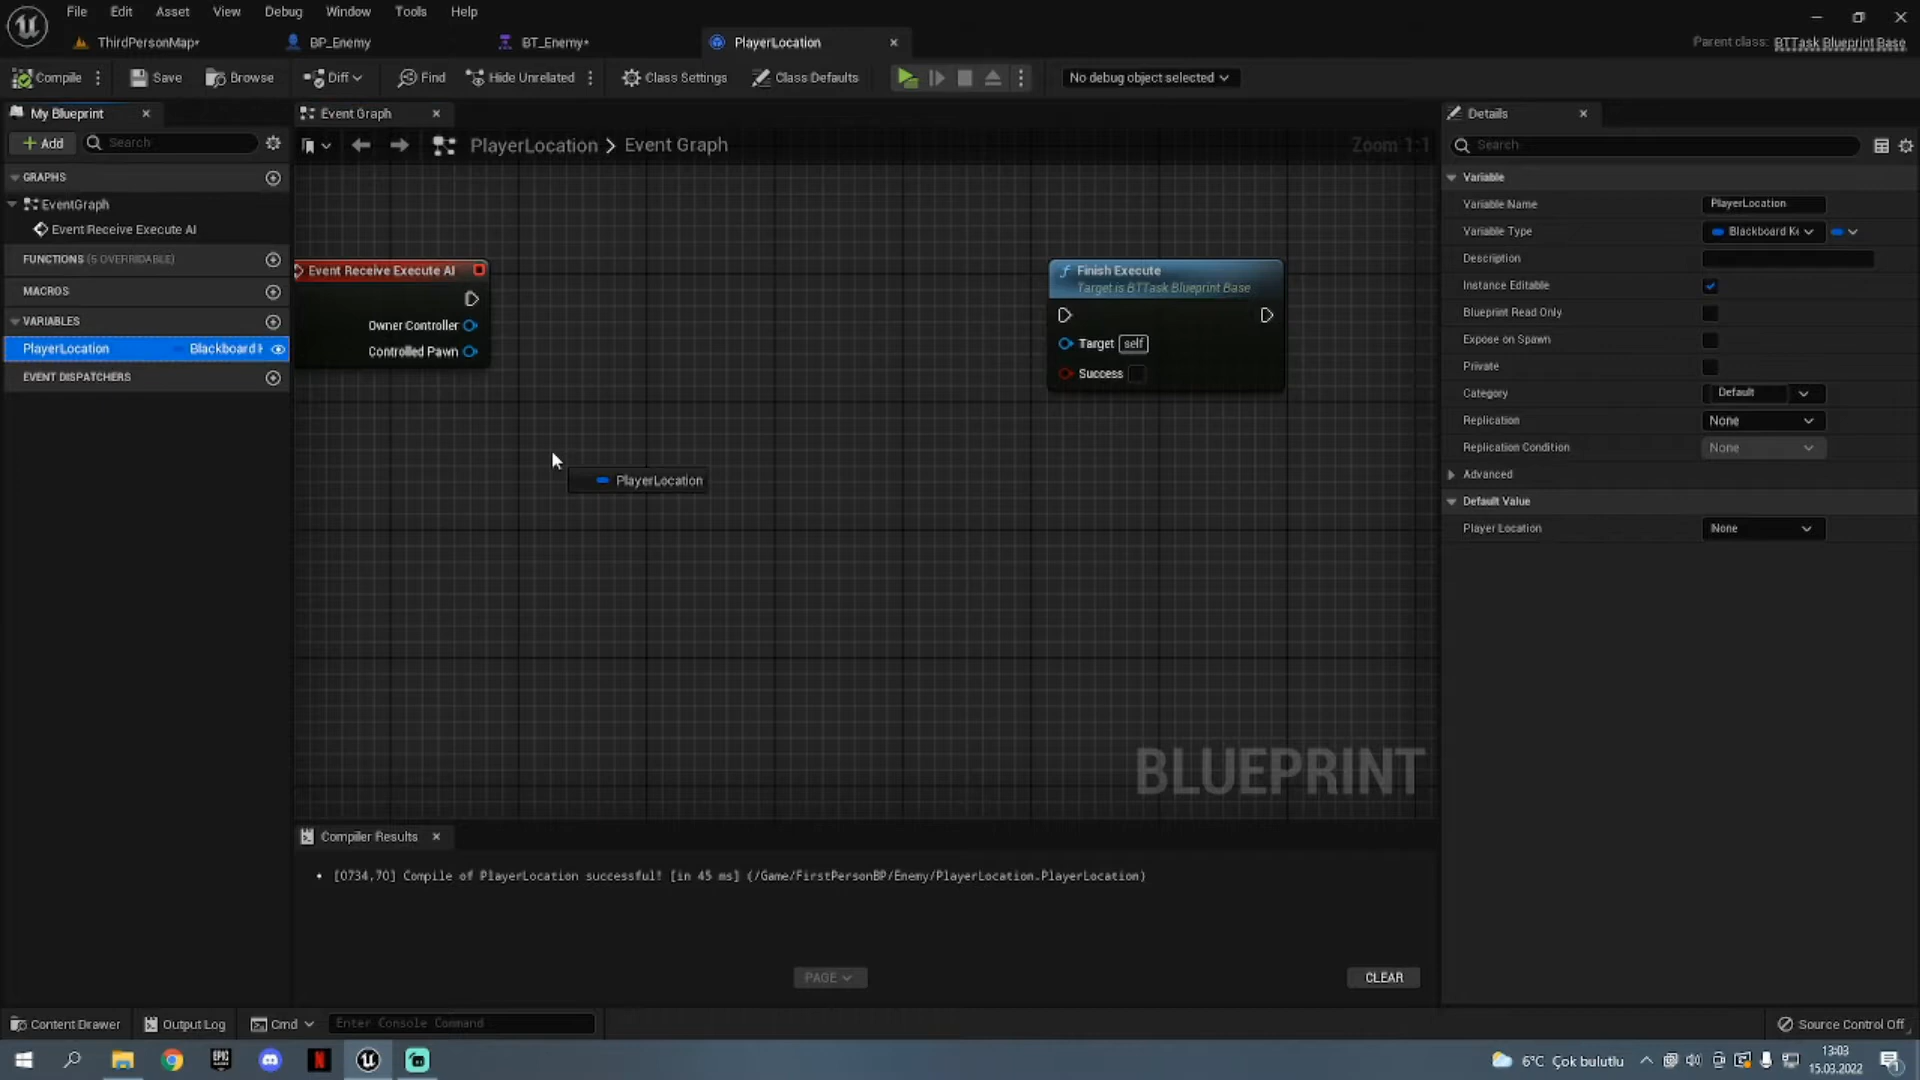 File Edit View Asset Debug Window Tools Help
ThirdPersonMap*
BP_Enemy
BT_Enemy*
PlayerLocation
Parent class: BTTask Blueprint Base
Compile
Save
Browse
Diff
Find
Hide Unrelated
Class Settings
Class Defaults
No debug object selected
My Blueprint
Add
Search
GRAPHS
EventGraph
Event Receive Execute AI
FUNCTIONS (5 OVERRIDABLE)
MACROS
VARIABLES
PlayerLocation Blackboard
EVENT DISPATCHERS
Event Graph
PlayerLocation > Event Graph
Zoom 1:1
Event Receive Execute AI
Owner Controller
Controlled Pawn
Finish Execute
Target is BTTask Blueprint Base
Target self
Success
PlayerLocation
BLUEPRINT
Compiler Results
• [0734,70] Compile of PlayerLocation successful! [in 45 ms] (/Game/FirstPersonBP/Enemy/PlayerLocation.PlayerLocation)
PAGE
CLEAR
Details
Search
Variable
Variable Name PlayerLocation
Variable Type Blackboard Ke
Description
Instance Editable
Blueprint Read Only
Expose on Spawn
Private
Category Default
Replication None
Replication Condition None
Advanced
Default Value
Player Location None
Content Drawer
Output Log
Cmd
Enter Console Command
Source Control Off
EPIC
N
6°C Çok bulutlu
13:03
15.03.2022
1